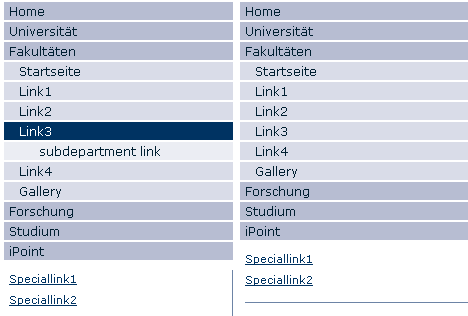 Home
Universität
Fakultäten
Startseite
Link1
Link2
Link3
subdepartment link
Link4
Gallery
Forschung
Studium
iPoint
Speciallink1
Speciallink2
Home
Universität
Fakultäten
Startseite
Link1
Link2
Link3
Link4
Gallery
Forschung
Studium
iPoint
Speciallink1
Speciallink2